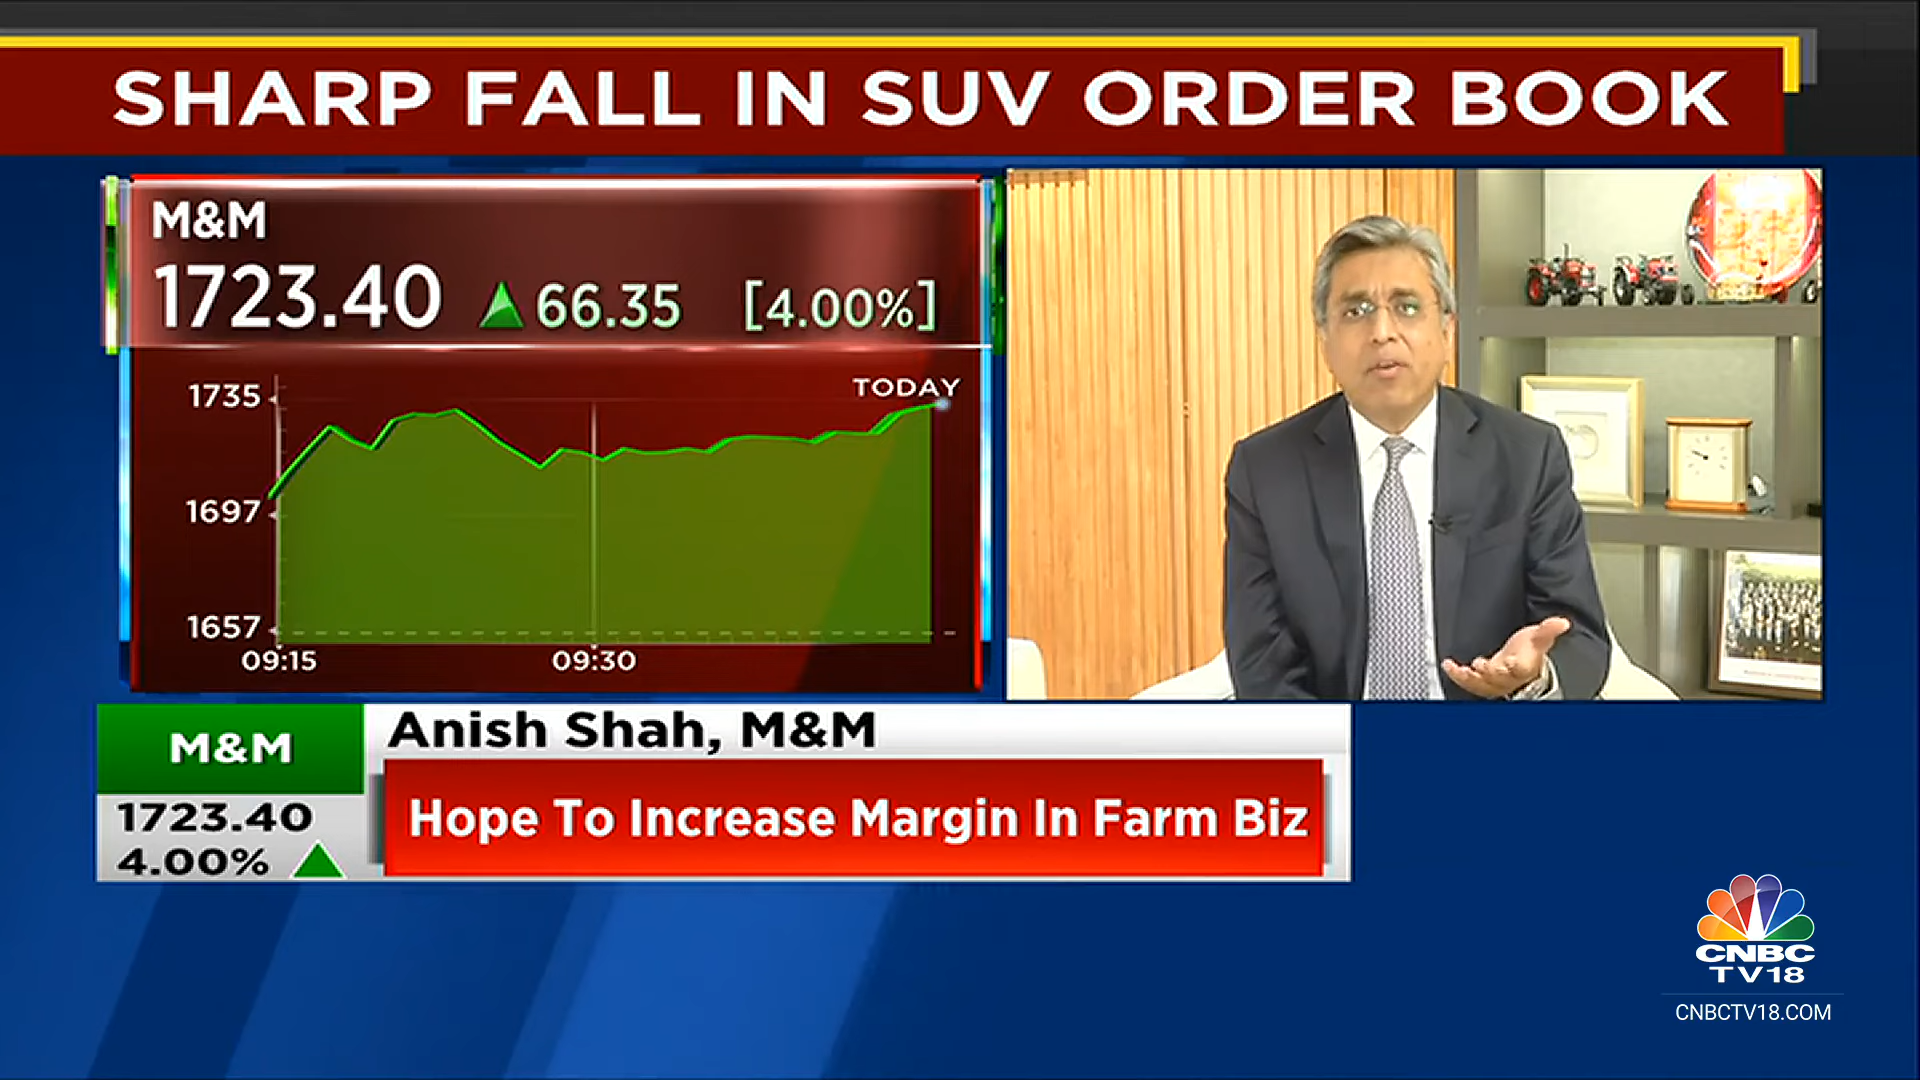 SHARP FALL IN SUV ORDER BOOK
M&M
1723.40 ▲ 66.35 [4.00%]
TODAY
1735
1697
1657
09:15 09:30
M&M
1723.40
4.00% ▲
Anish Shah, M&M
Hope To Increase Margin In Farm Biz
CNBC
TV18
CNBCTV18.COM